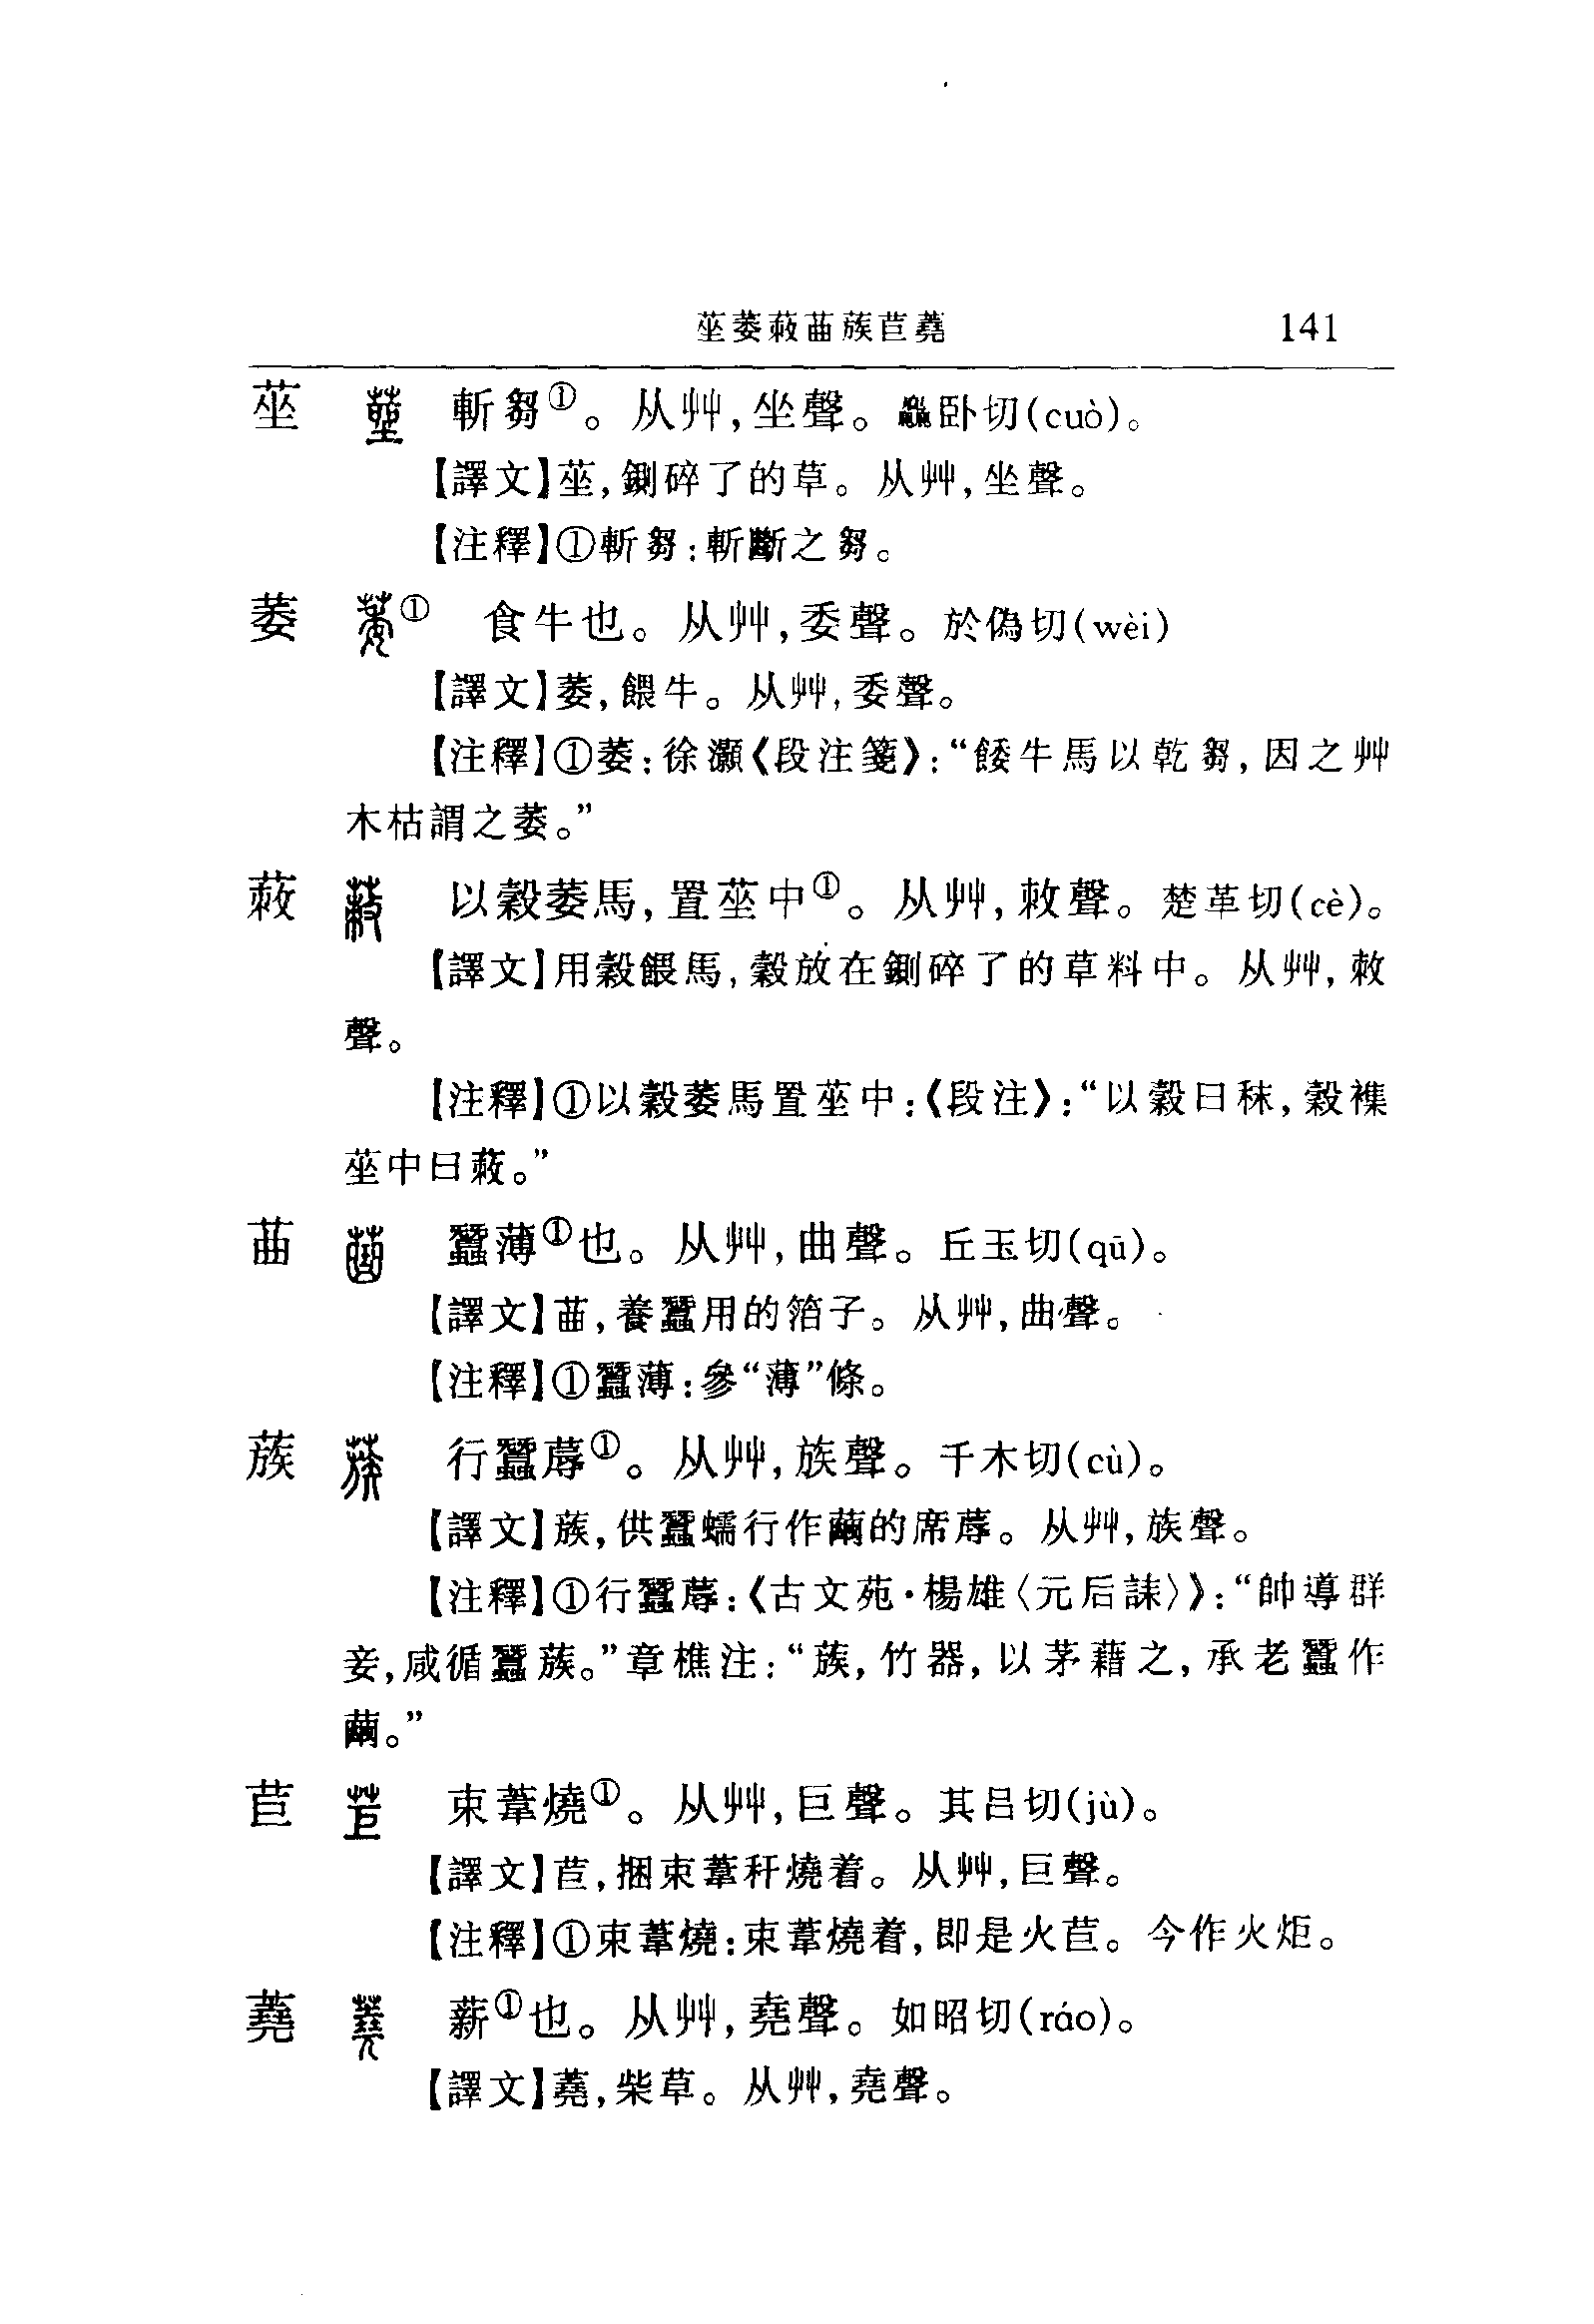 莝萎蔌苗蔟苣蕘 141
莝 斬芻①。从艸,坐聲。麤卧切(cuò)。
【譯文】莝,鍘碎了的草。从艸,坐聲。
【注釋】①斬芻:斬斷之芻。
萎 ① 食牛也。从艸,委聲。於偽切(wèi)
【譯文】萎,餵牛。从艸,委聲。
【注釋】①萎:徐灝《段注箋》:“餧牛馬以乾芻,因之艸
木枯謂之萎。”
䔴 以穀萎馬,置莝中①。从艸,敕聲。楚革切(cè)。
【譯文】用穀餵馬,穀放在鍘碎了的草料中。从艸,敕
聲。
【注釋】①以穀萎馬置莝中:《段注》:“以穀曰秣,穀襍
莝中曰䔴。”
䒼 蠶薄①也。从艸,曲聲。丘玉切(qū)。
【譯文】䒼,養蠶用的箔子。从艸,曲聲。
【注釋】①蠶薄:參“薄”條。
蔟 行蠶蓐①。从艸,族聲。千木切(cù)。
【譯文】蔟,供蠶蠕行作繭的席蓐。从艸,族聲。
【注釋】①行蠶蓐:《古文苑·楊雄〈元后誄〉》:“帥導群
妾,咸循蠶蔟。”章樵注:“蔟,竹器,以茅藉之,承老蠶作
繭。”
苣 束葦燒①。从艸,巨聲。其呂切(jù)。
【譯文】苣,捆束葦秆燒着。从艸,巨聲。
【注釋】①束葦燒:束葦燒着,即是火苣。今作火炬。
蕘 薪①也。从艸,堯聲。如昭切(ráo)。
【譯文】蕘,柴草。从艸,堯聲。